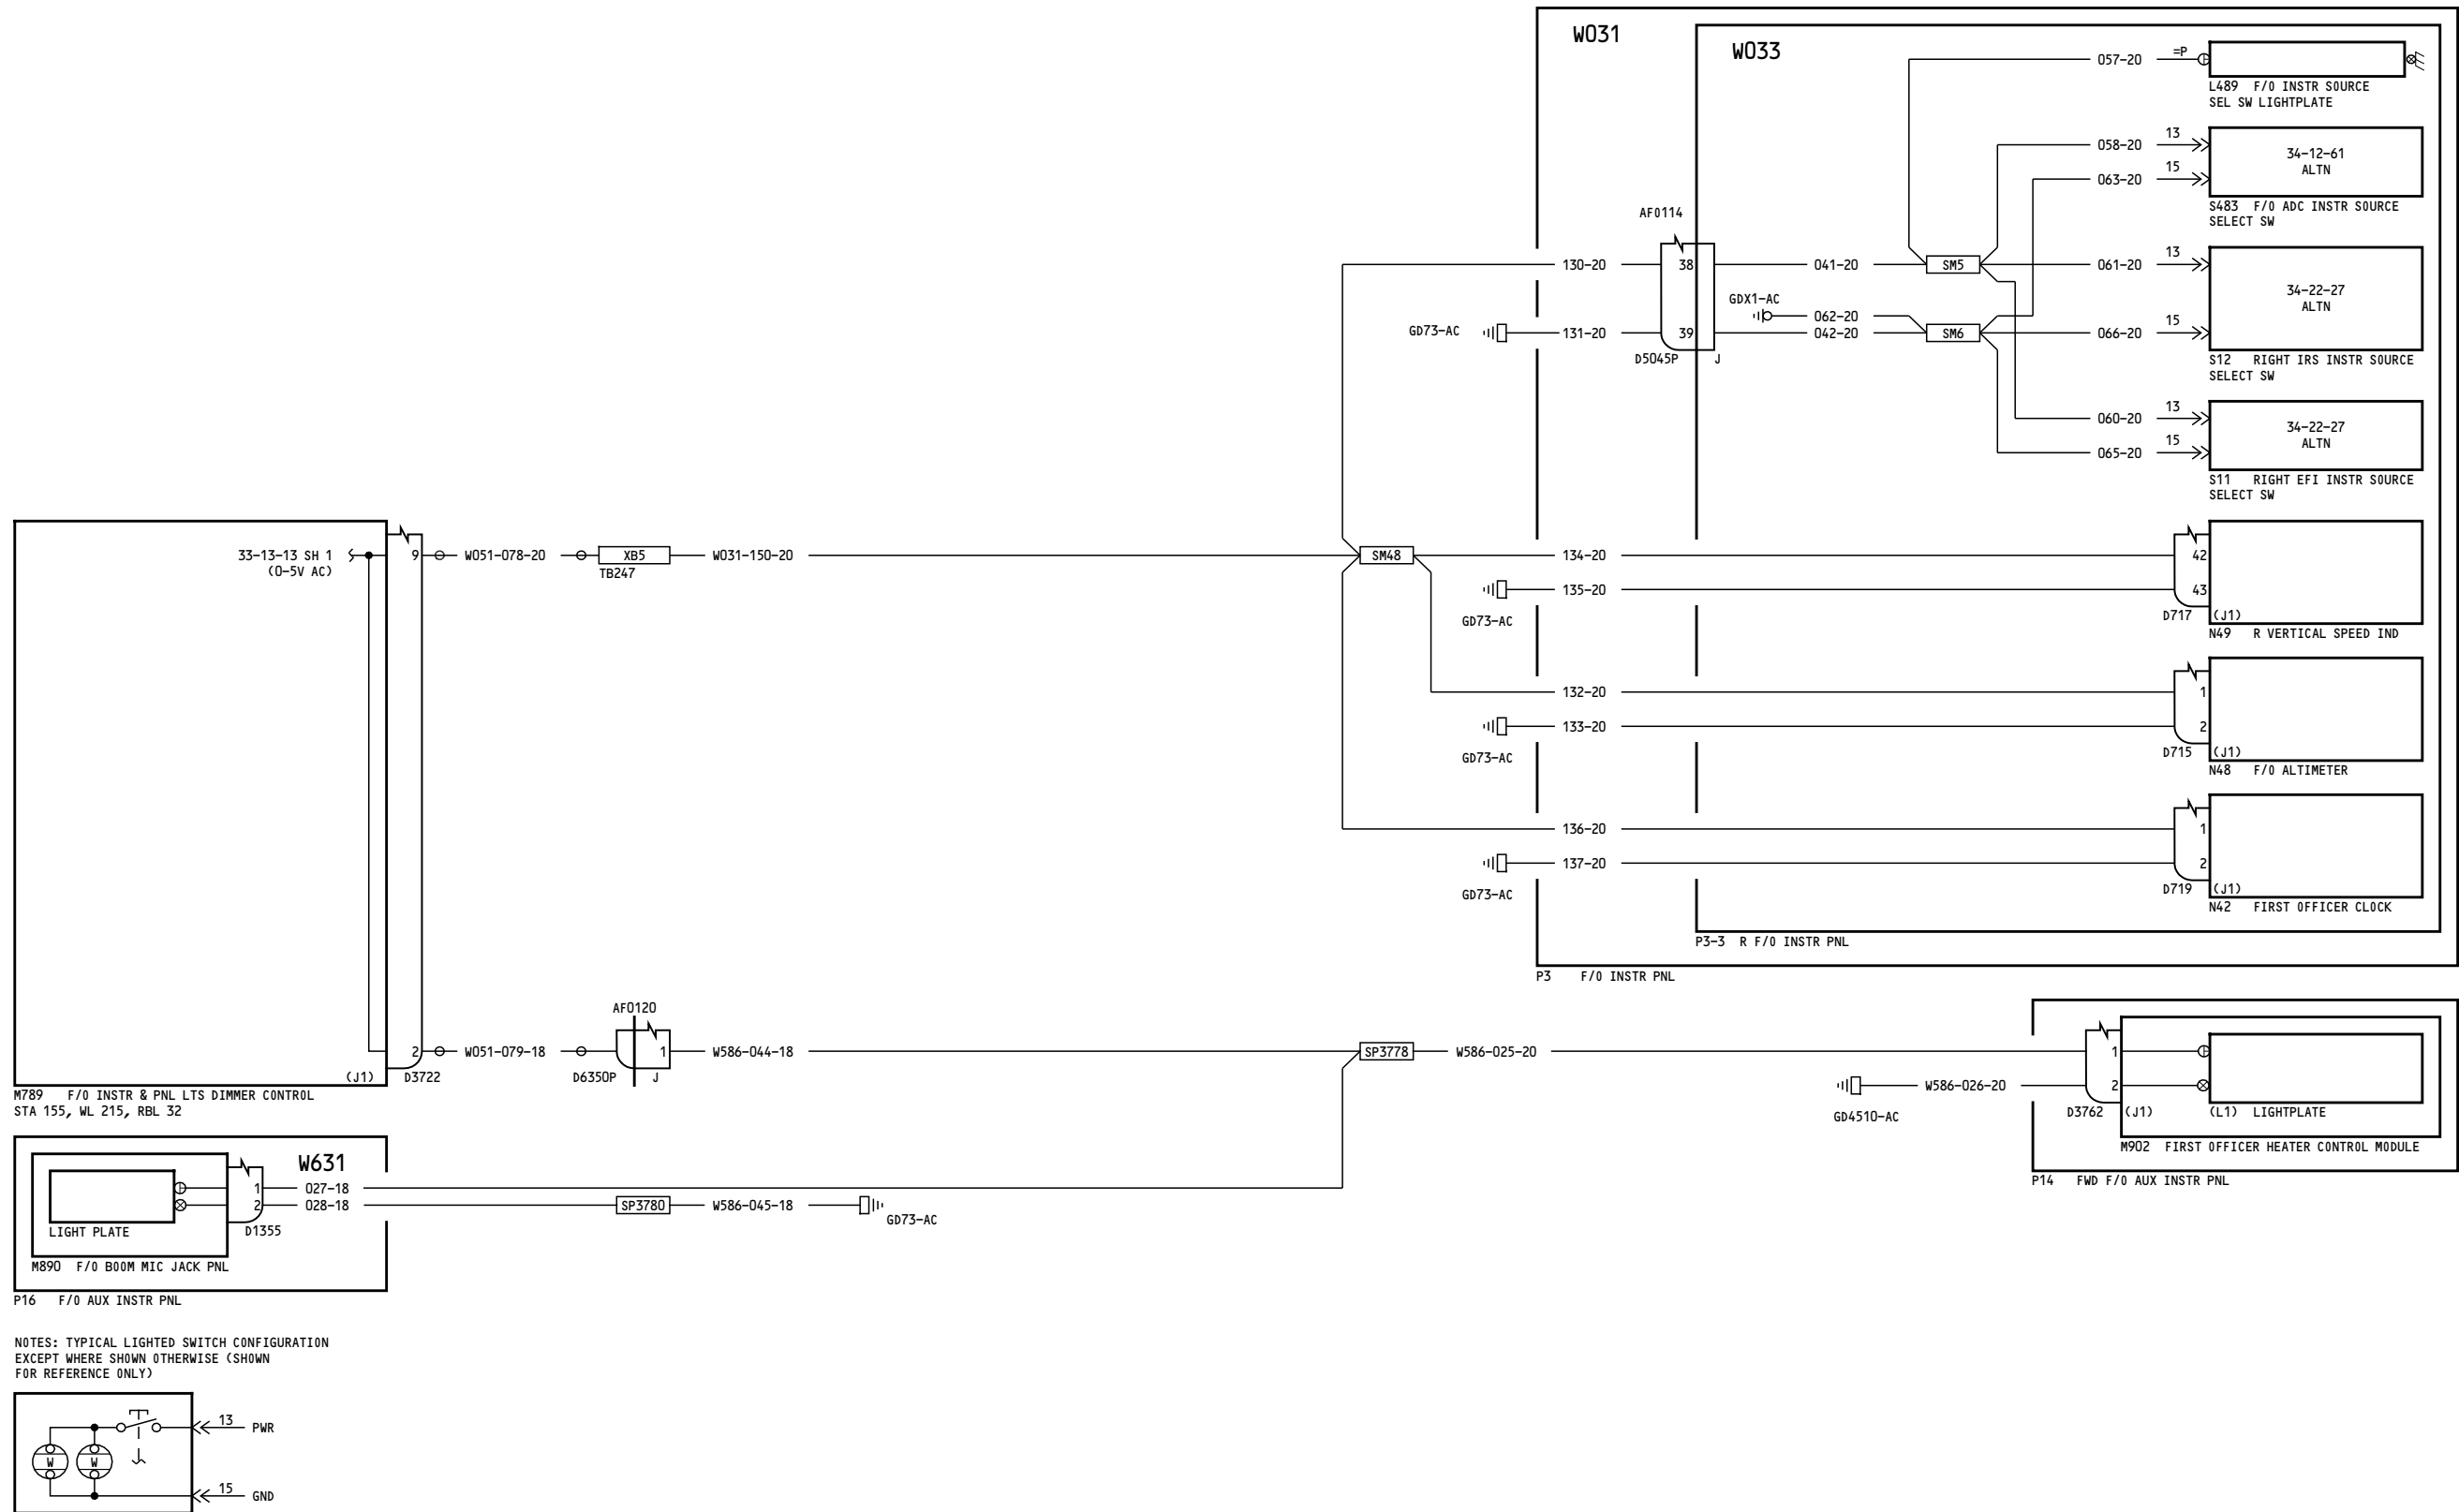 W031
W033
057-20
=P
L489 F/O INSTR SOURCE
SEL SW LIGHTPLATE
058-20
13
063-20
15
34-12-61
ALTN
S483 F/O ADC INSTR SOURCE
SELECT SW
AF0114
130-20
38
041-20
SM5
061-20
13
GDX1-AC
062-20
GD73-AC
131-20
39
042-20
SM6
066-20
15
D5045P
J
34-22-27
ALTN
S12 RIGHT IRS INSTR SOURCE
SELECT SW
060-20
13
065-20
15
34-22-27
ALTN
S11 RIGHT EFI INSTR SOURCE
SELECT SW
33-13-13 SH 1
(0-5V AC)
9
W051-078-20
XB5
TB247
W031-150-20
SM48
134-20
42
135-20
43
GD73-AC
D717
(J1)
N49 R VERTICAL SPEED IND
132-20
1
133-20
2
GD73-AC
D715
(J1)
N48 F/O ALTIMETER
136-20
1
137-20
2
GD73-AC
D719
(J1)
N42 FIRST OFFICER CLOCK
P3-3 R F/O INSTR PNL
P3 F/O INSTR PNL
AF0120
2
W051-079-18
1
W586-044-18
SP3778
W586-025-20
1
(J1)
D3722
D6350P
J
W586-026-20
2
GD4510-AC
D3762
(J1)
(L1) LIGHTPLATE
M902 FIRST OFFICER HEATER CONTROL MODULE
P14 FWD F/O AUX INSTR PNL
M789 F/O INSTR & PNL LTS DIMMER CONTROL
STA 155, WL 215, RBL 32
W631
1
027-18
2
028-18
SP3780
W586-045-18
GD73-AC
LIGHT PLATE
D1355
M890 F/O BOOM MIC JACK PNL
P16 F/O AUX INSTR PNL
NOTES: TYPICAL LIGHTED SWITCH CONFIGURATION
EXCEPT WHERE SHOWN OTHERWISE (SHOWN
FOR REFERENCE ONLY)
13
PWR
W
W
15
GND